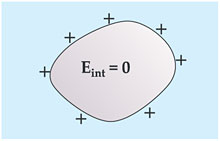 + + + + + + +
E_int = 0